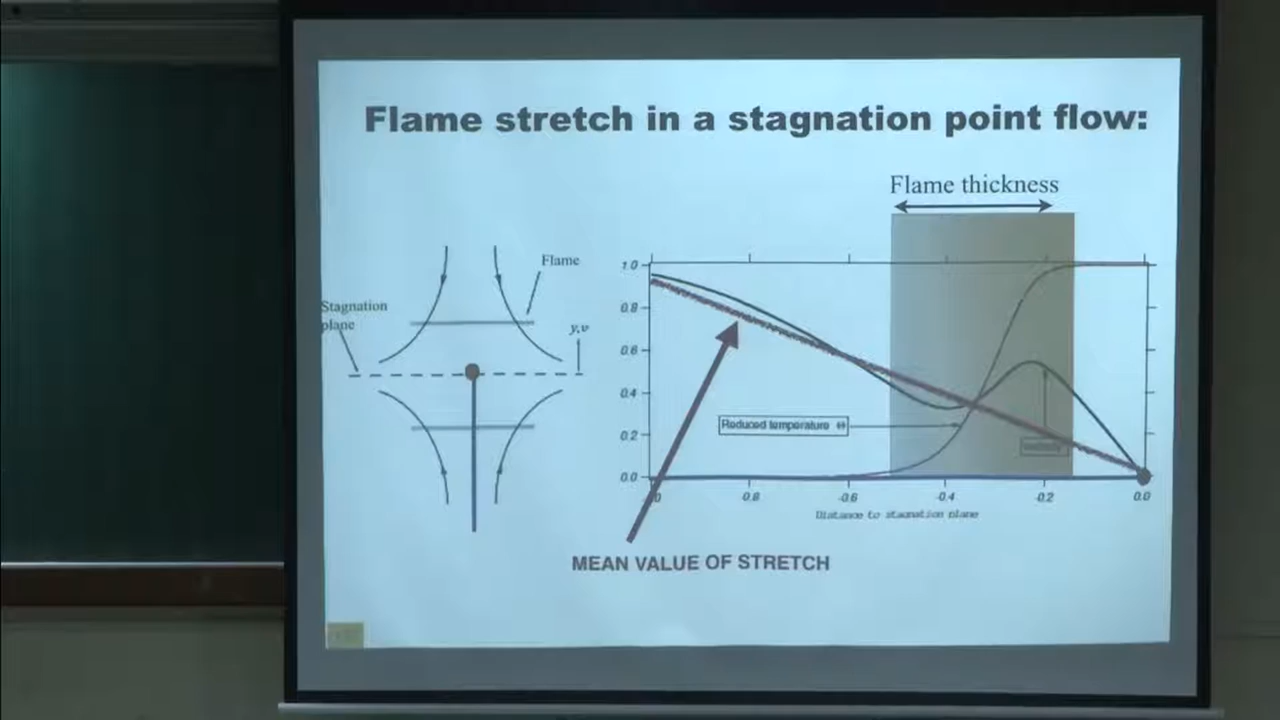 Flame stretch in a stagnation point flow:
Flame thickness
Flame
Stagnation
plane
y,v
1.0
0.8
0.6
0.4
0.2
0.0
Reduced temperature Θ
0.8
-0.6
-0.4
-0.2
0.0
Distance to stagnation plane
MEAN VALUE OF STRETCH